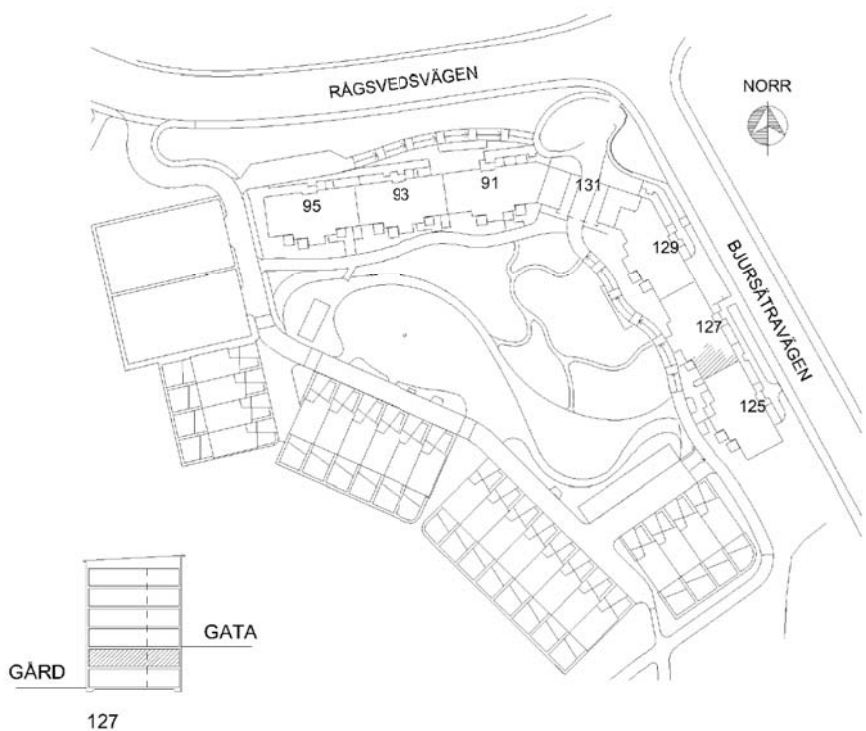 RÅGSVEDSVÄGEN
NORR
91
131
93
95
129
BJURSÄTRAVÄGEN
127
125
GATA
GÅRD
127